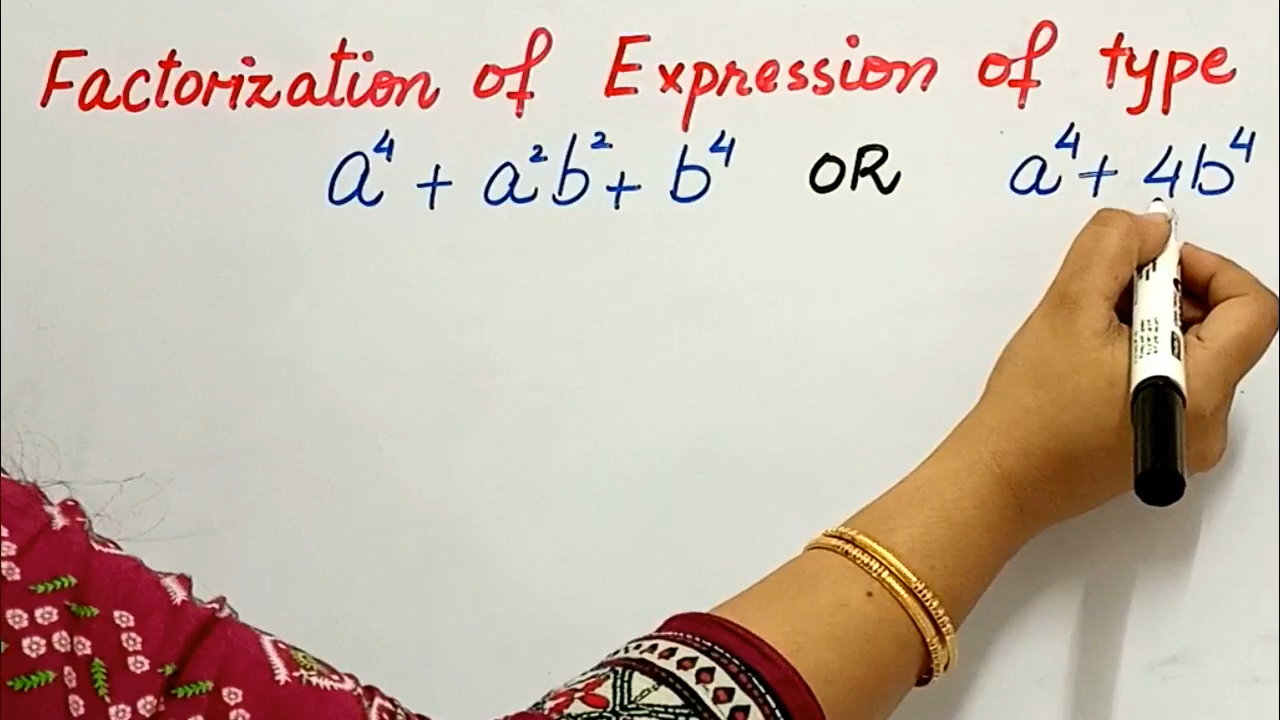 Factorization of Expression of type
a⁴ + a²b² + b⁴ OR a⁴ + 4b⁴